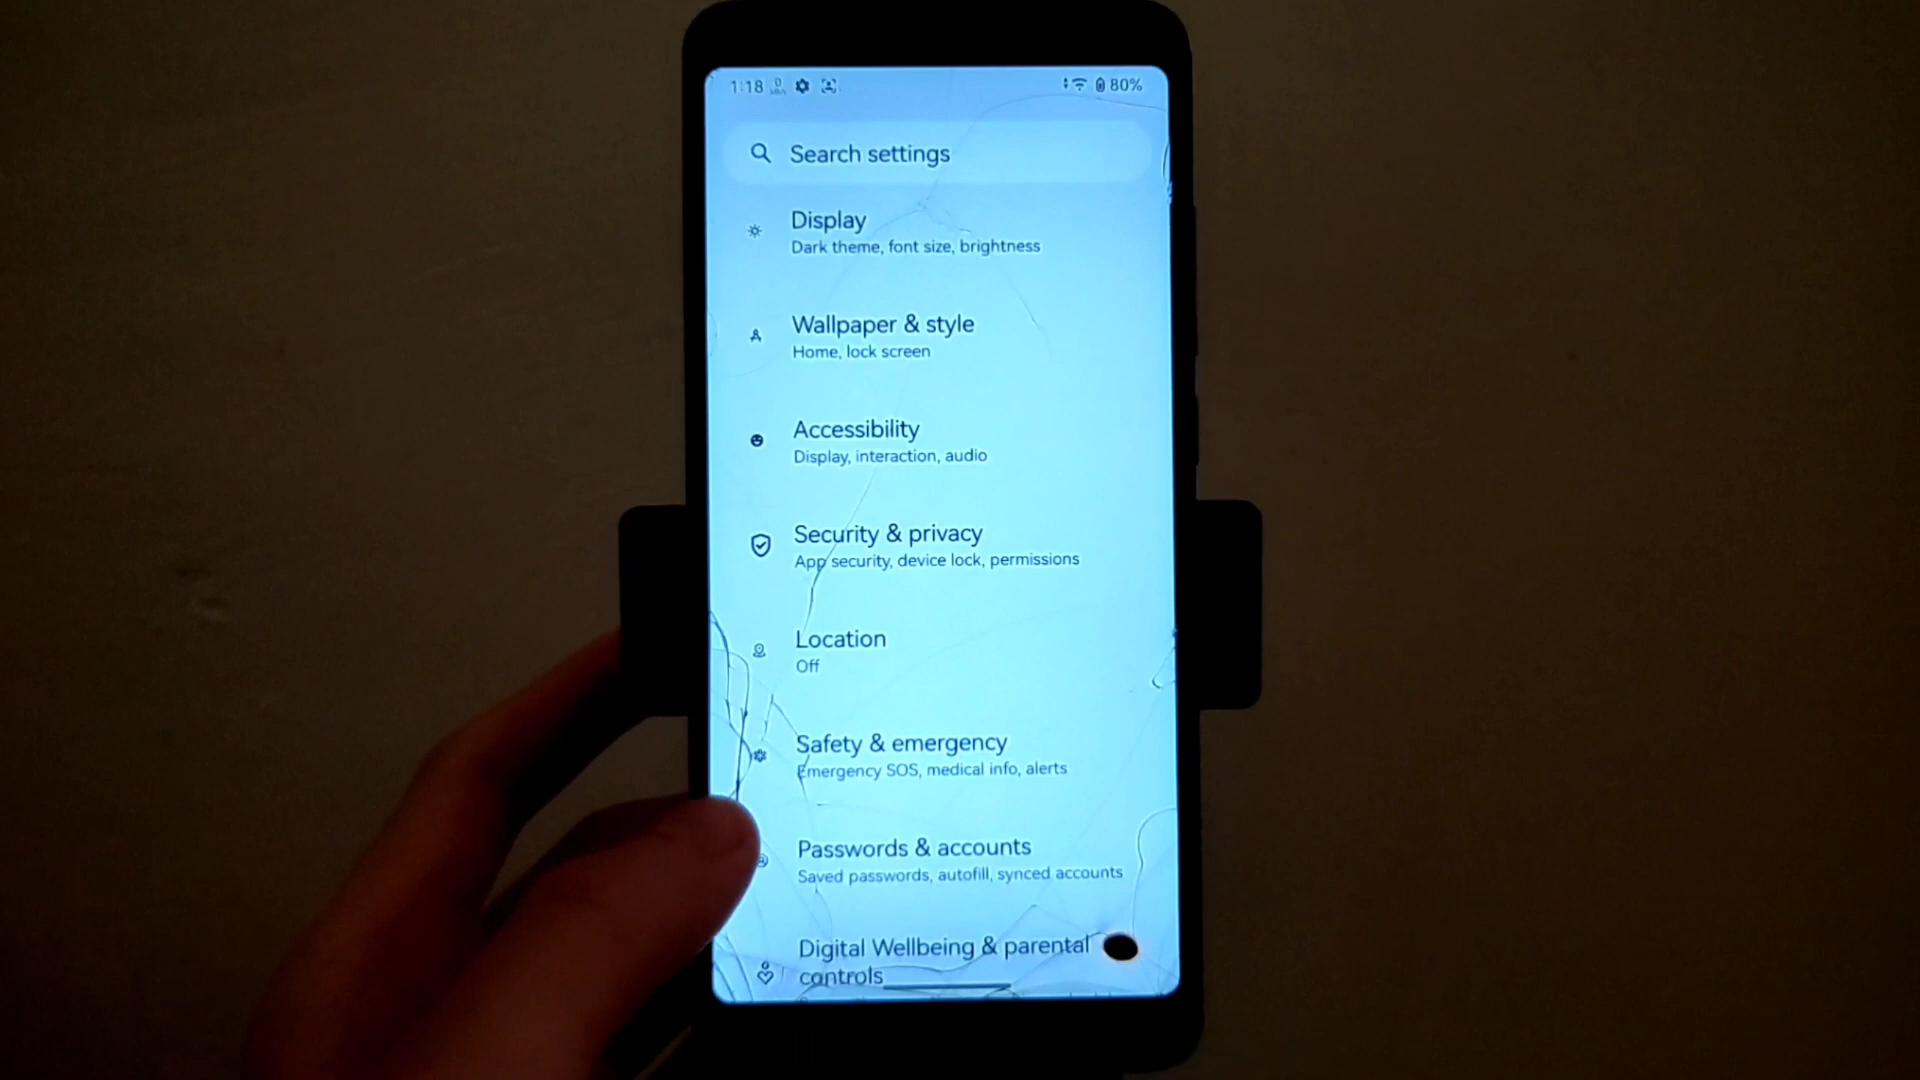 1:18 80%
Search settings
Display
Dark theme, font size, brightness
Wallpaper & style
Home, lock screen
Accessibility
Display, interaction, audio
Security & privacy
App security, device lock, permissions
Location
Off
Safety & emergency
Emergency SOS, medical info, alerts
Passwords & accounts
Saved passwords, autofill, synced accounts
Digital Wellbeing & parental
controls